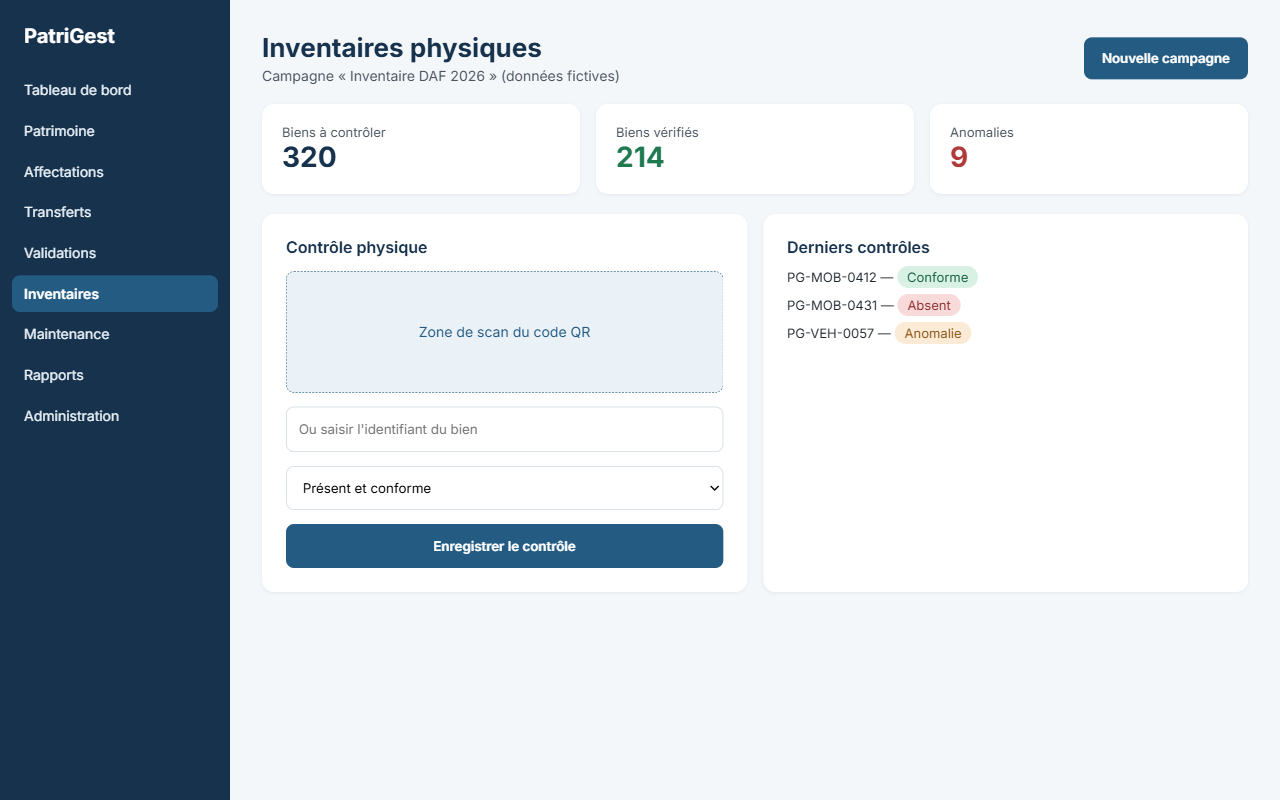 PatriGest
Tableau de bord
Patrimoine
Affectations
Transferts
Validations
Inventaires
Maintenance
Rapports
Administration
Inventaires physiques
Campagne « Inventaire DAF 2026 » (données fictives)
Nouvelle campagne
Biens à contrôler
320
Biens vérifiés
214
Anomalies
9
Contrôle physique
Zone de scan du code QR
Ou saisir l'identifiant du bien
Présent et conforme
Enregistrer le contrôle
Derniers contrôles
PG-MOB-0412 — Conforme
PG-MOB-0431 — Absent
PG-VEH-0057 — Anomalie